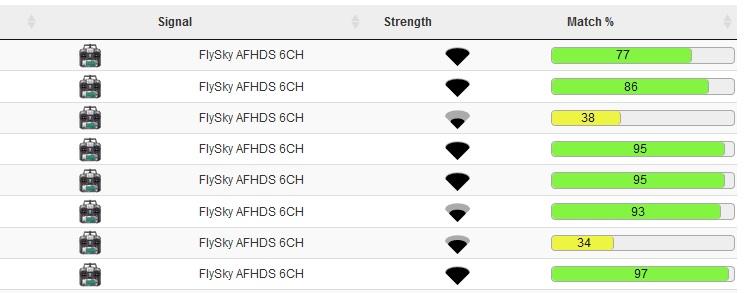 Signal Strength Match %
FlySky AFHDS 6CH 77
FlySky AFHDS 6CH 86
FlySky AFHDS 6CH 38
FlySky AFHDS 6CH 95
FlySky AFHDS 6CH 95
FlySky AFHDS 6CH 93
FlySky AFHDS 6CH 34
FlySky AFHDS 6CH 97